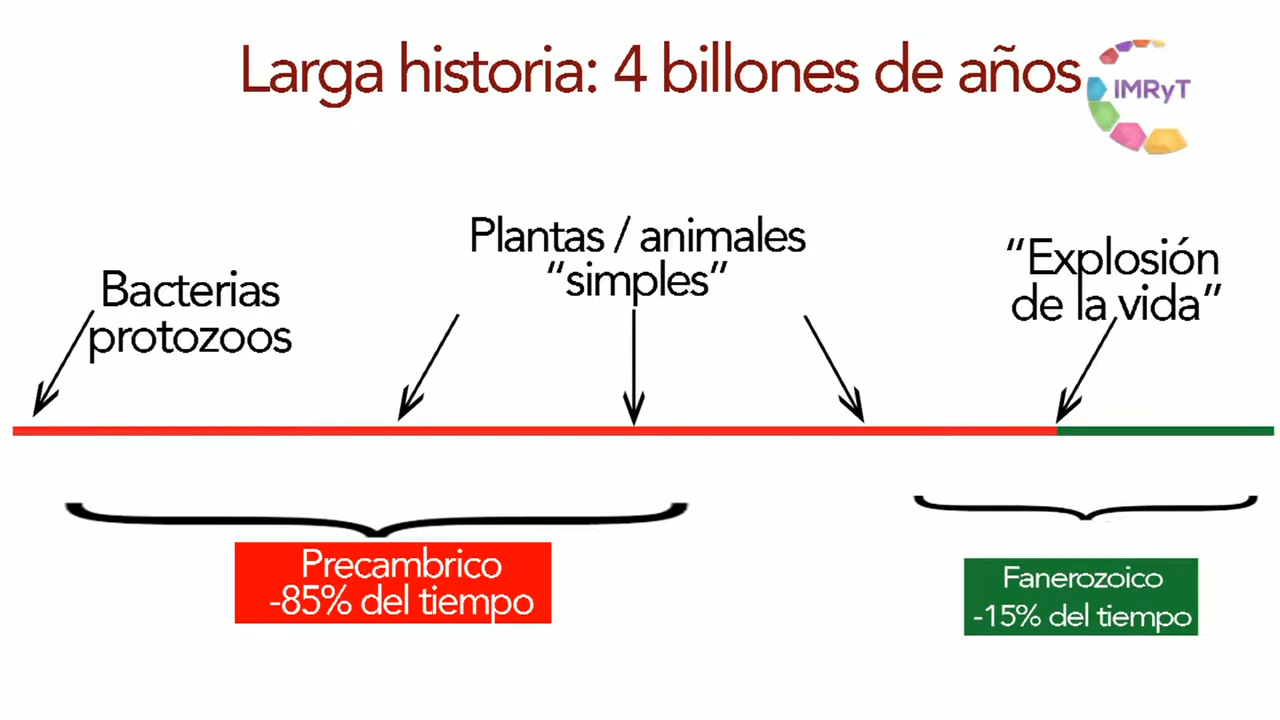 Larga historia: 4 billones de años
IMRyT
Plantas / animales
“simples”
“Explosión
de la vida”
Bacterias
protozoos
Precambrico
-85% del tiempo
Fanerozoico
-15% del tiempo